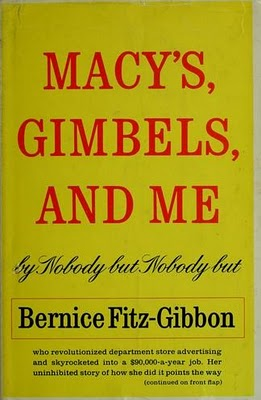 MACY'S,
GIMBELS,
AND ME
by Nobody but Nobody but
Bernice Fitz-Gibbon
who revolutionized department store advertising
and skyrocketed into a $90,000-a-year job. Her
uninhibited story of how she did it points the way
(continued on front flap)